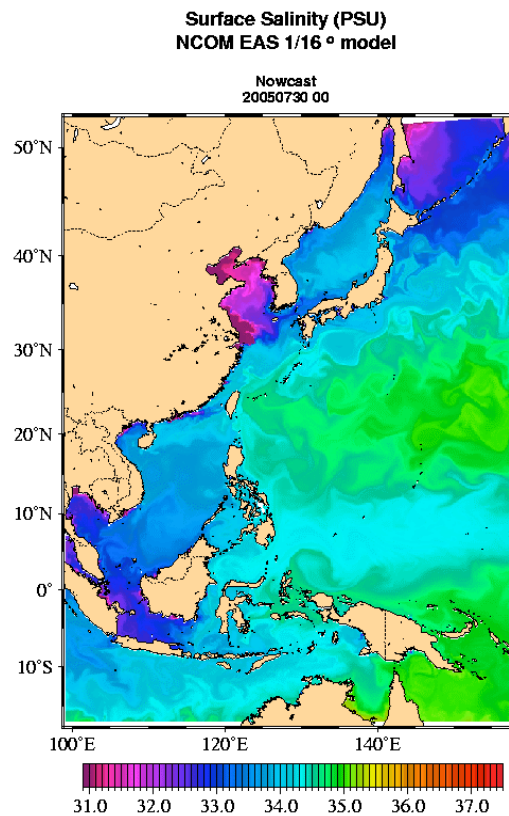 Surface Salinity (PSU)
NCOM EAS 1/16 ° model
Nowcast
20050730 00
50°N
40°N
30°N
20°N
10°N
0°
10°S
100°E 120°E 140°E
31.0 32.0 33.0 34.0 35.0 36.0 37.0